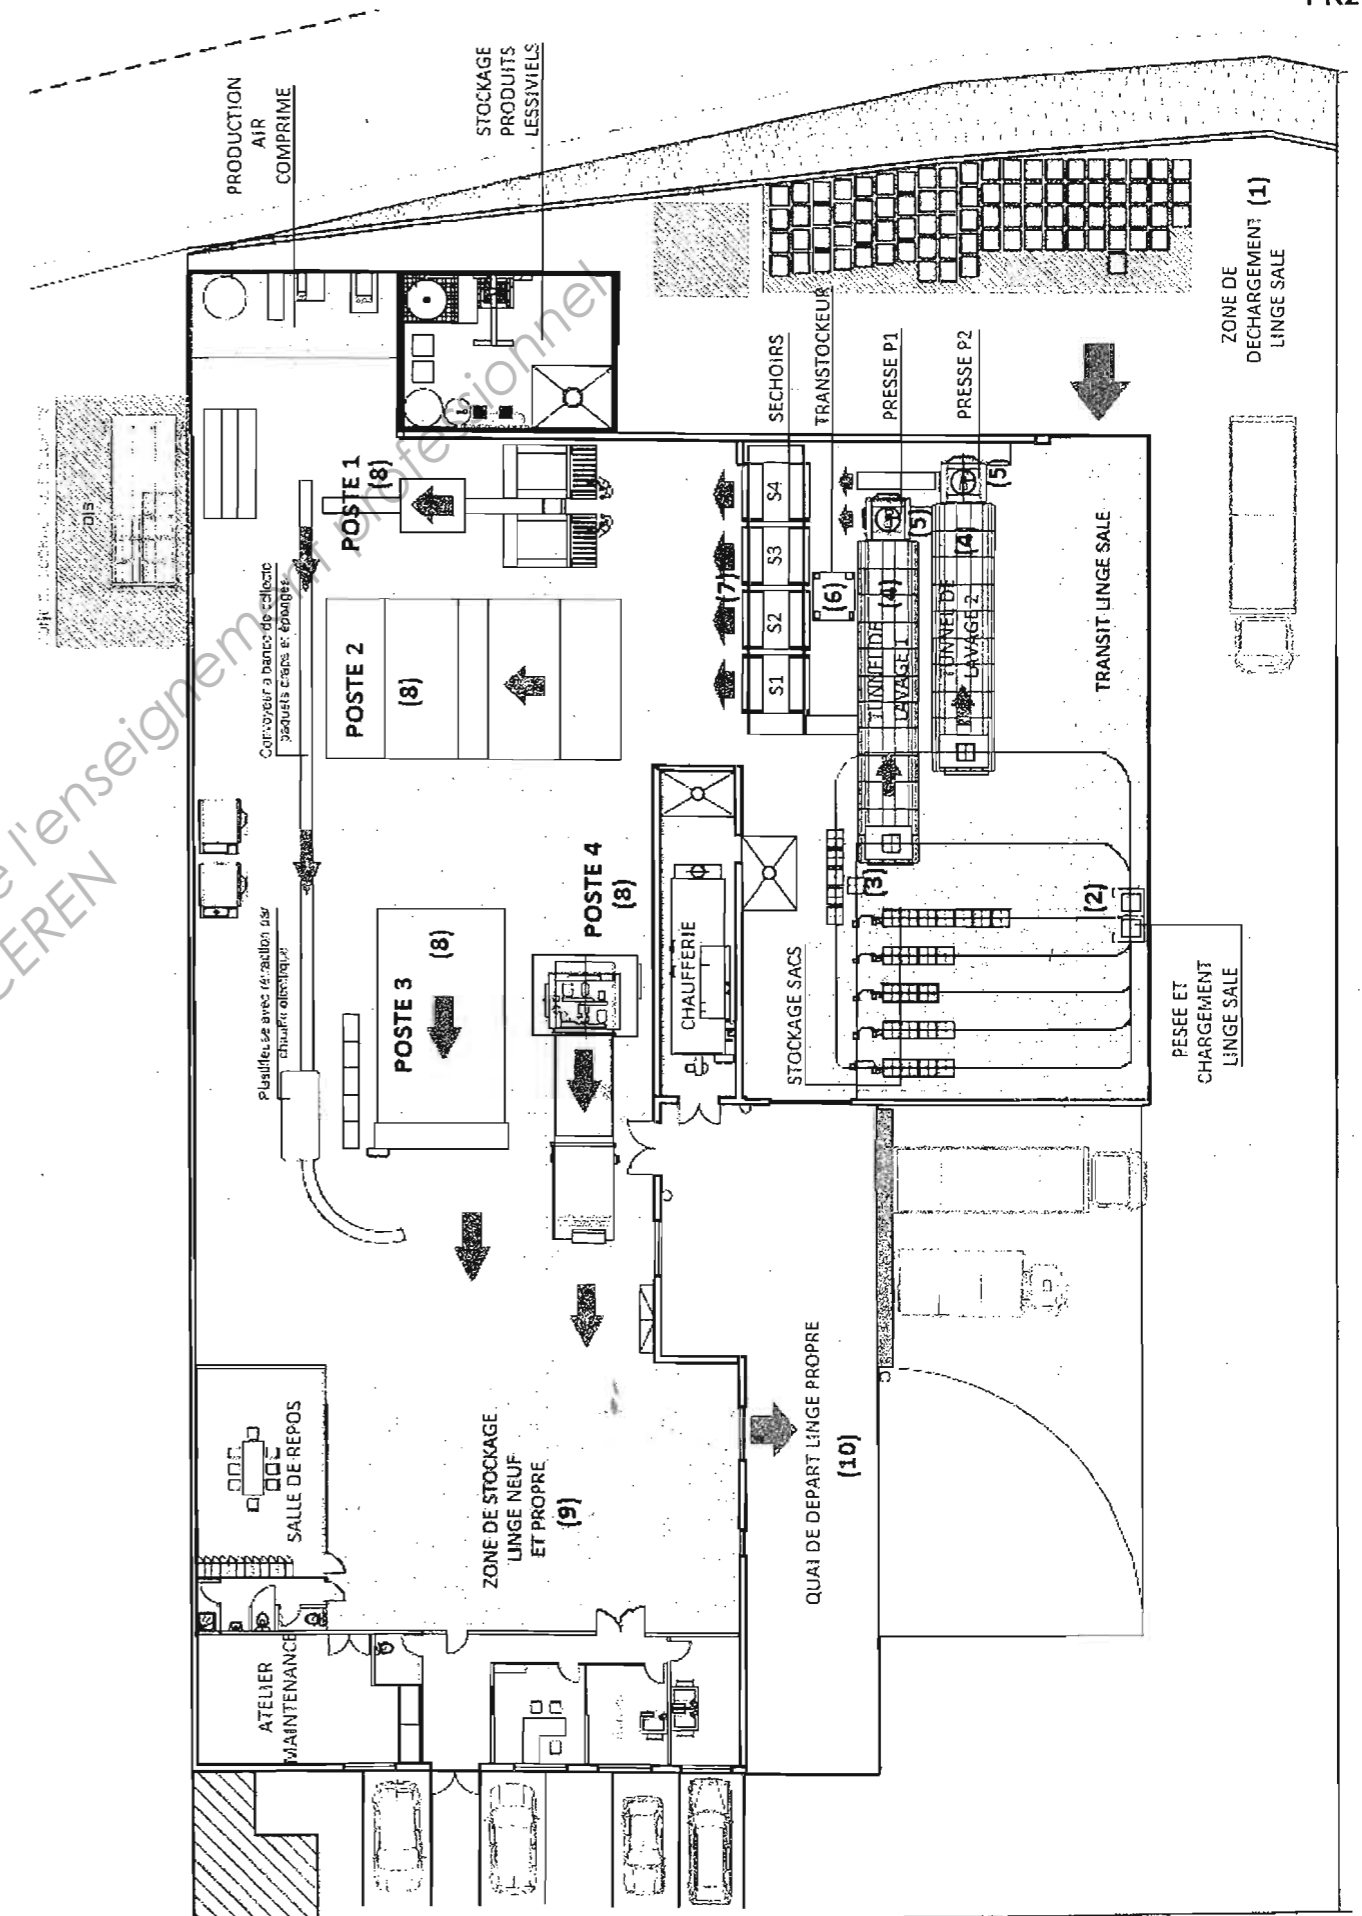 PRODUCTION
AIR
COMPRIME
STOCKAGE
PRODUITS
LESSIVIELS
POSTE 1
(8)
Convoyeur à bande de collecte
paquets draps et éponges
POSTE 2
(8)
SECHOIRS
TRANSTOCKEUR
PRESSE P1
PRESSE P2
ZONE DE
DECHARGEMENT (1)
LINGE SALE
S4
S3
S2
S1
(7)
(6)
(5)
(5)
(4)
(4)
TUNNEL DE
LAVAGE 1
TUNNEL DE
LAVAGE 2
TRANSIT LINGE SALE
(3)
(2)
PESEE ET
CHARGEMENT
LINGE SALE
STOCKAGE SACS
CHAUFFERIE
POSTE 4
(8)
POSTE 3
(8)
Plastifieuse avec rétraction par
SALLE DE REPOS
ZONE DE STOCKAGE
LINGE NEUF
ET PROPRE
(9)
QUAI DE DEPART LINGE PROPRE
(10)
ATELIER
MAINTENANCE
l'enseignement professionnel
CEREN